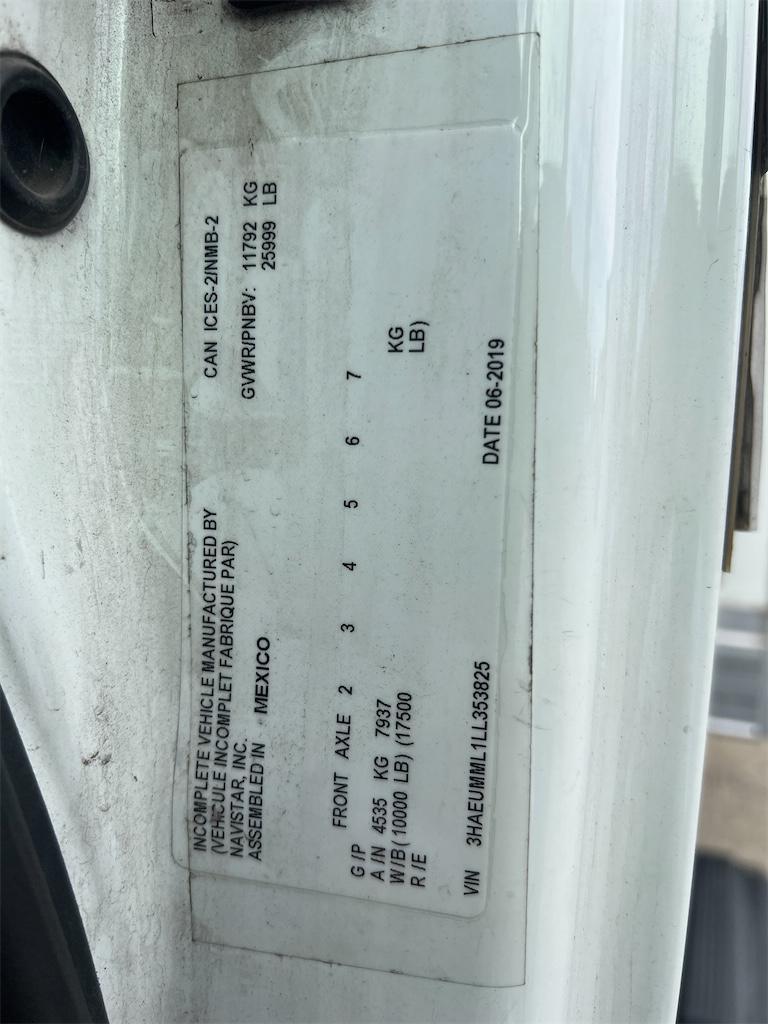 INCOMPLETE VEHICLE MANUFACTURED BY CAN ICES-2/NMB-2
(VEHICULE INCOMPLET FABRIQUE PAR)
NAVISTAR, INC. GVWR/PNBV: 11792 KG
ASSEMBLED IN MEXICO 25999 LB
FRONT AXLE 2 3 4 5 6 7
G/P
A/N 4535 KG 7937 KG
W/B(10000 LB) (17500 LB)
R/E
VIN 3HAEUMML1LL353825 DATE 06-2019